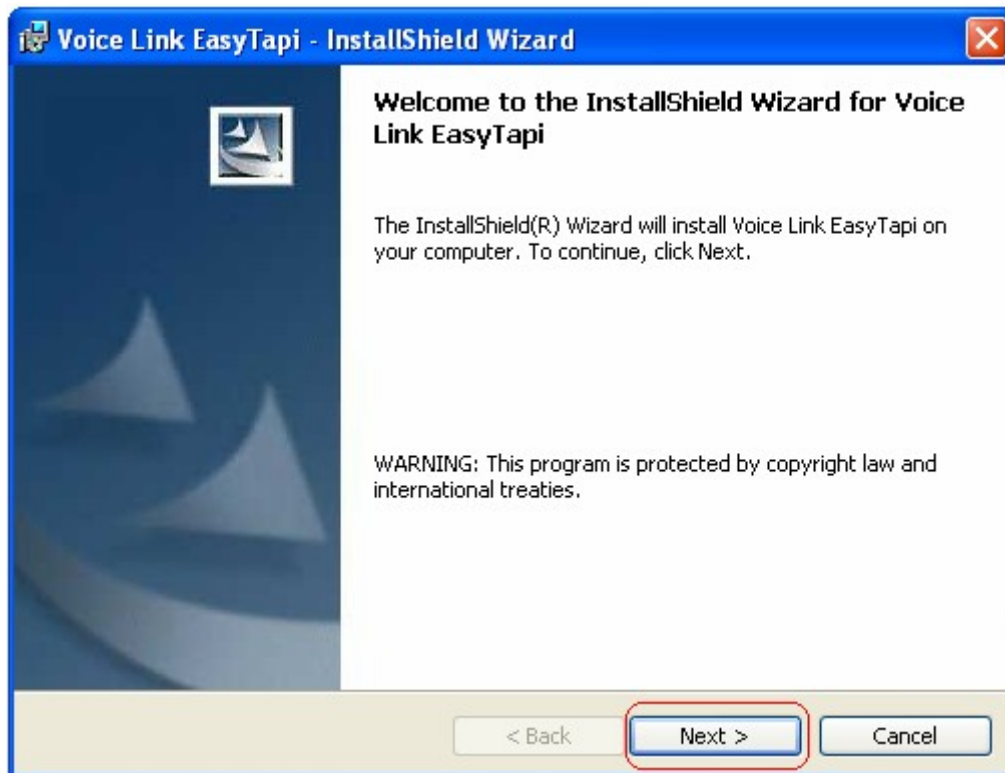 Voice Link EasyTapi - InstallShield Wizard
Welcome to the InstallShield Wizard for Voice
Link EasyTapi
The InstallShield(R) Wizard will install Voice Link EasyTapi on
your computer. To continue, click Next.
WARNING: This program is protected by copyright law and
international treaties.
< Back Next > Cancel